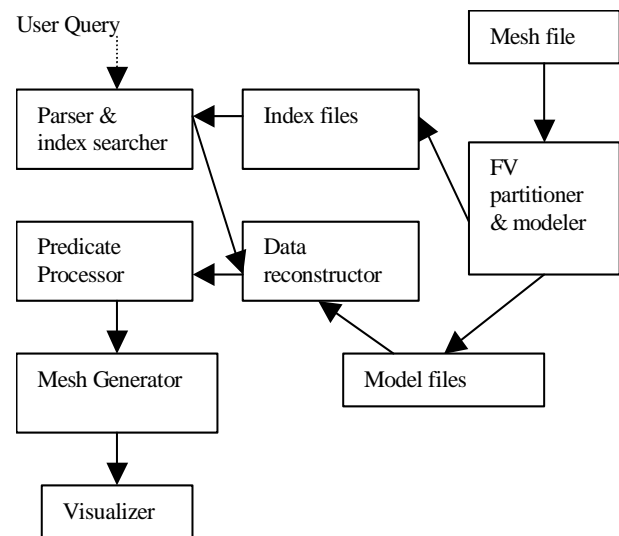 User Query
Mesh file
Parser &
index searcher
Index files
FV
partitioner
& modeler
Predicate
Processor
Data
reconstructor
Mesh Generator
Model files
Visualizer